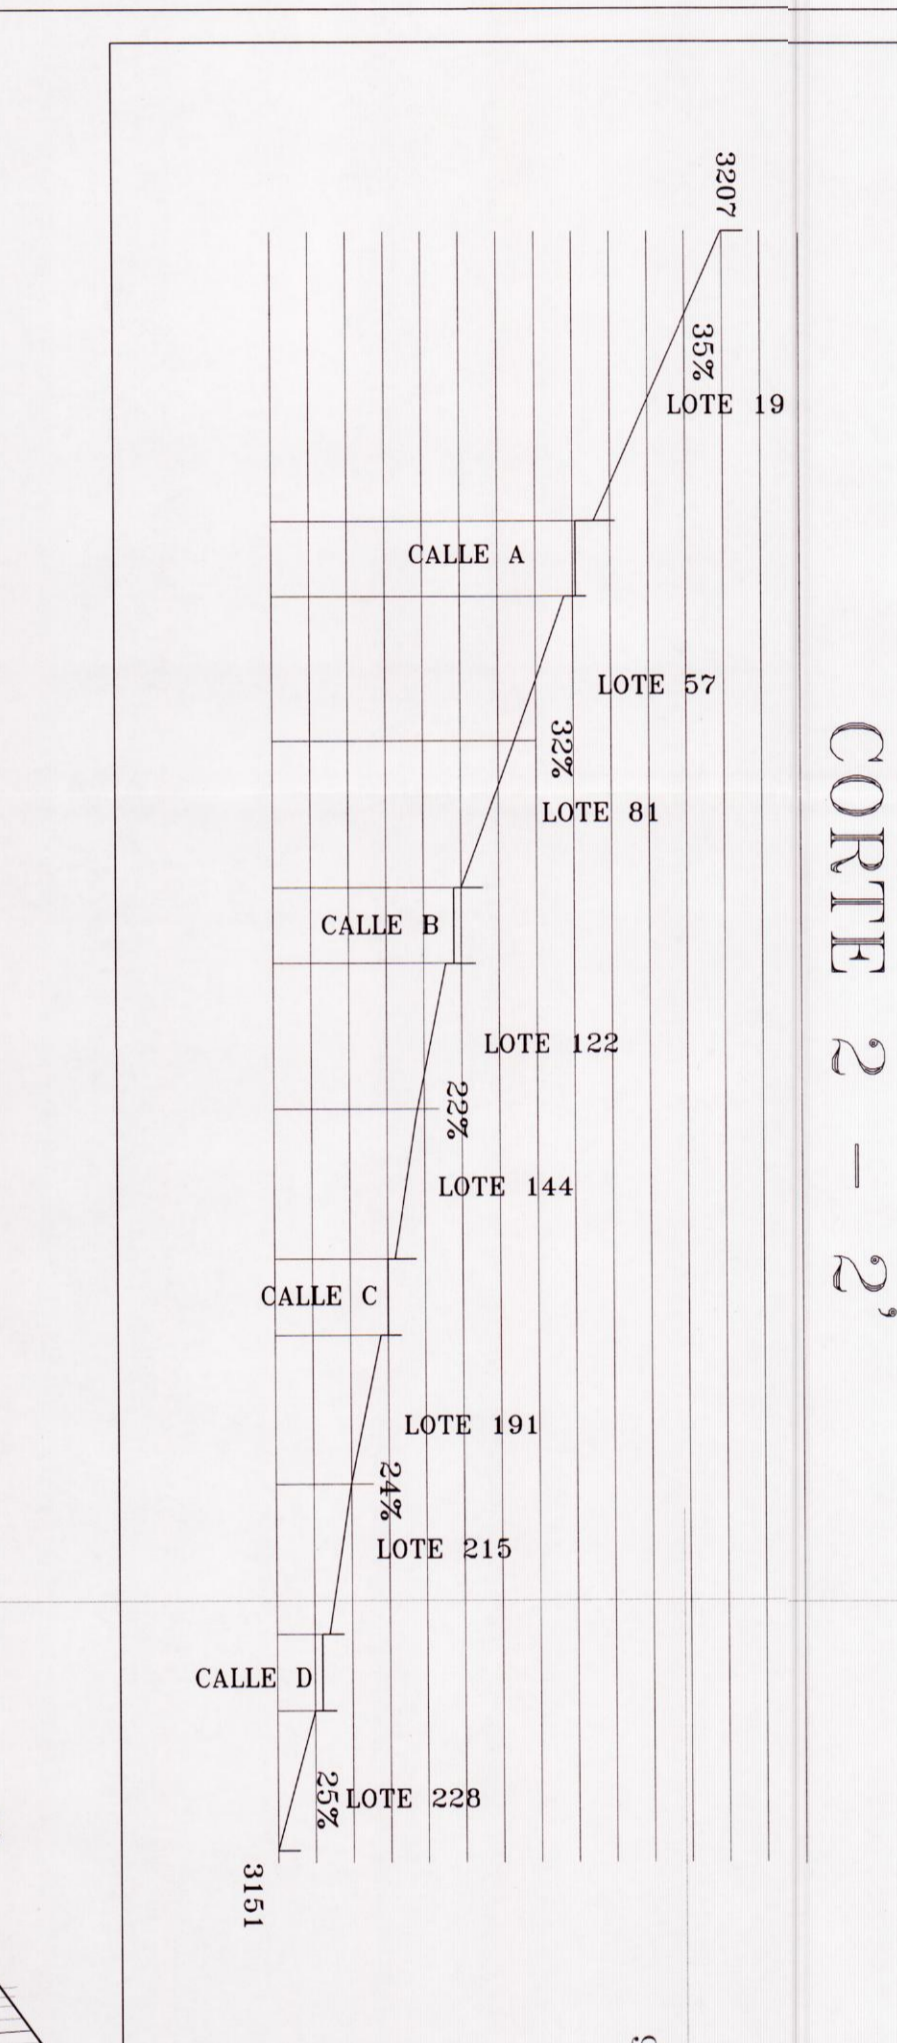 CORTE 2 - 2'
3207
35%
LOTE 19
CALLE A
LOTE 57
32%
LOTE 81
CALLE B
LOTE 122
22%
LOTE 144
CALLE C
LOTE 191
24%
LOTE 215
CALLE D
25%
LOTE 228
3151